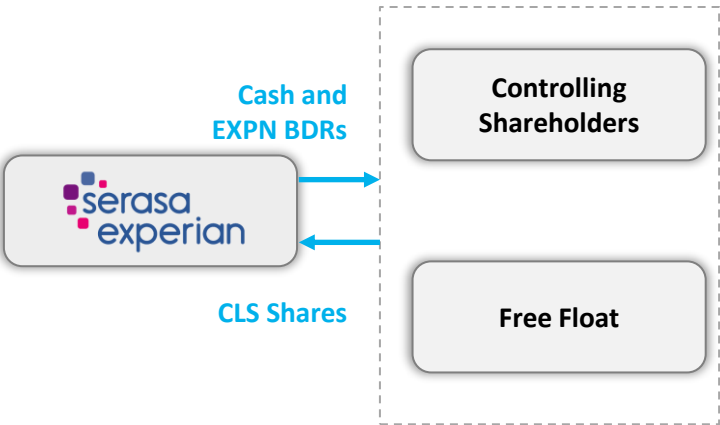 Cash and
EXPN BDRs
serasa
experian
CLS Shares
Controlling
Shareholders
Free Float